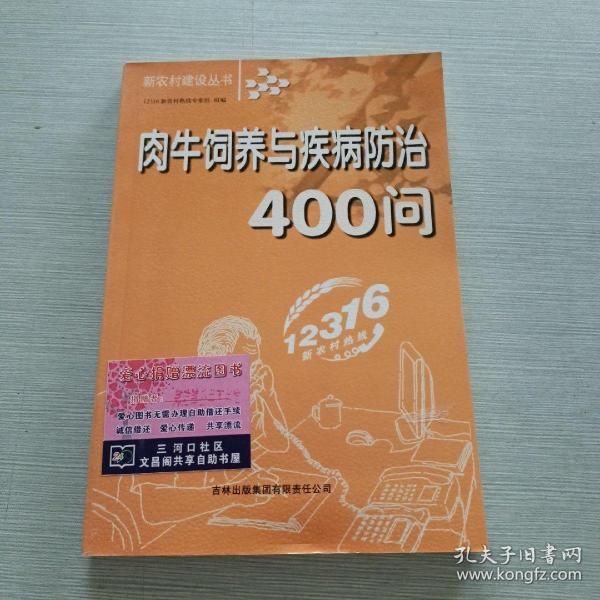 新农村建设丛书
12316新农村热线专家组 组编
肉牛饲养与疾病防治
400问
12316
新农村热线
爱心捐赠漂流图书
捐赠者:
爱心图书无需办理自助借还手续
诚信借还 爱心传递 共享漂流
三河口社区
文昌阁共享自助书屋
吉林出版集团有限责任公司
孔夫子旧书网
www.kongfz.com